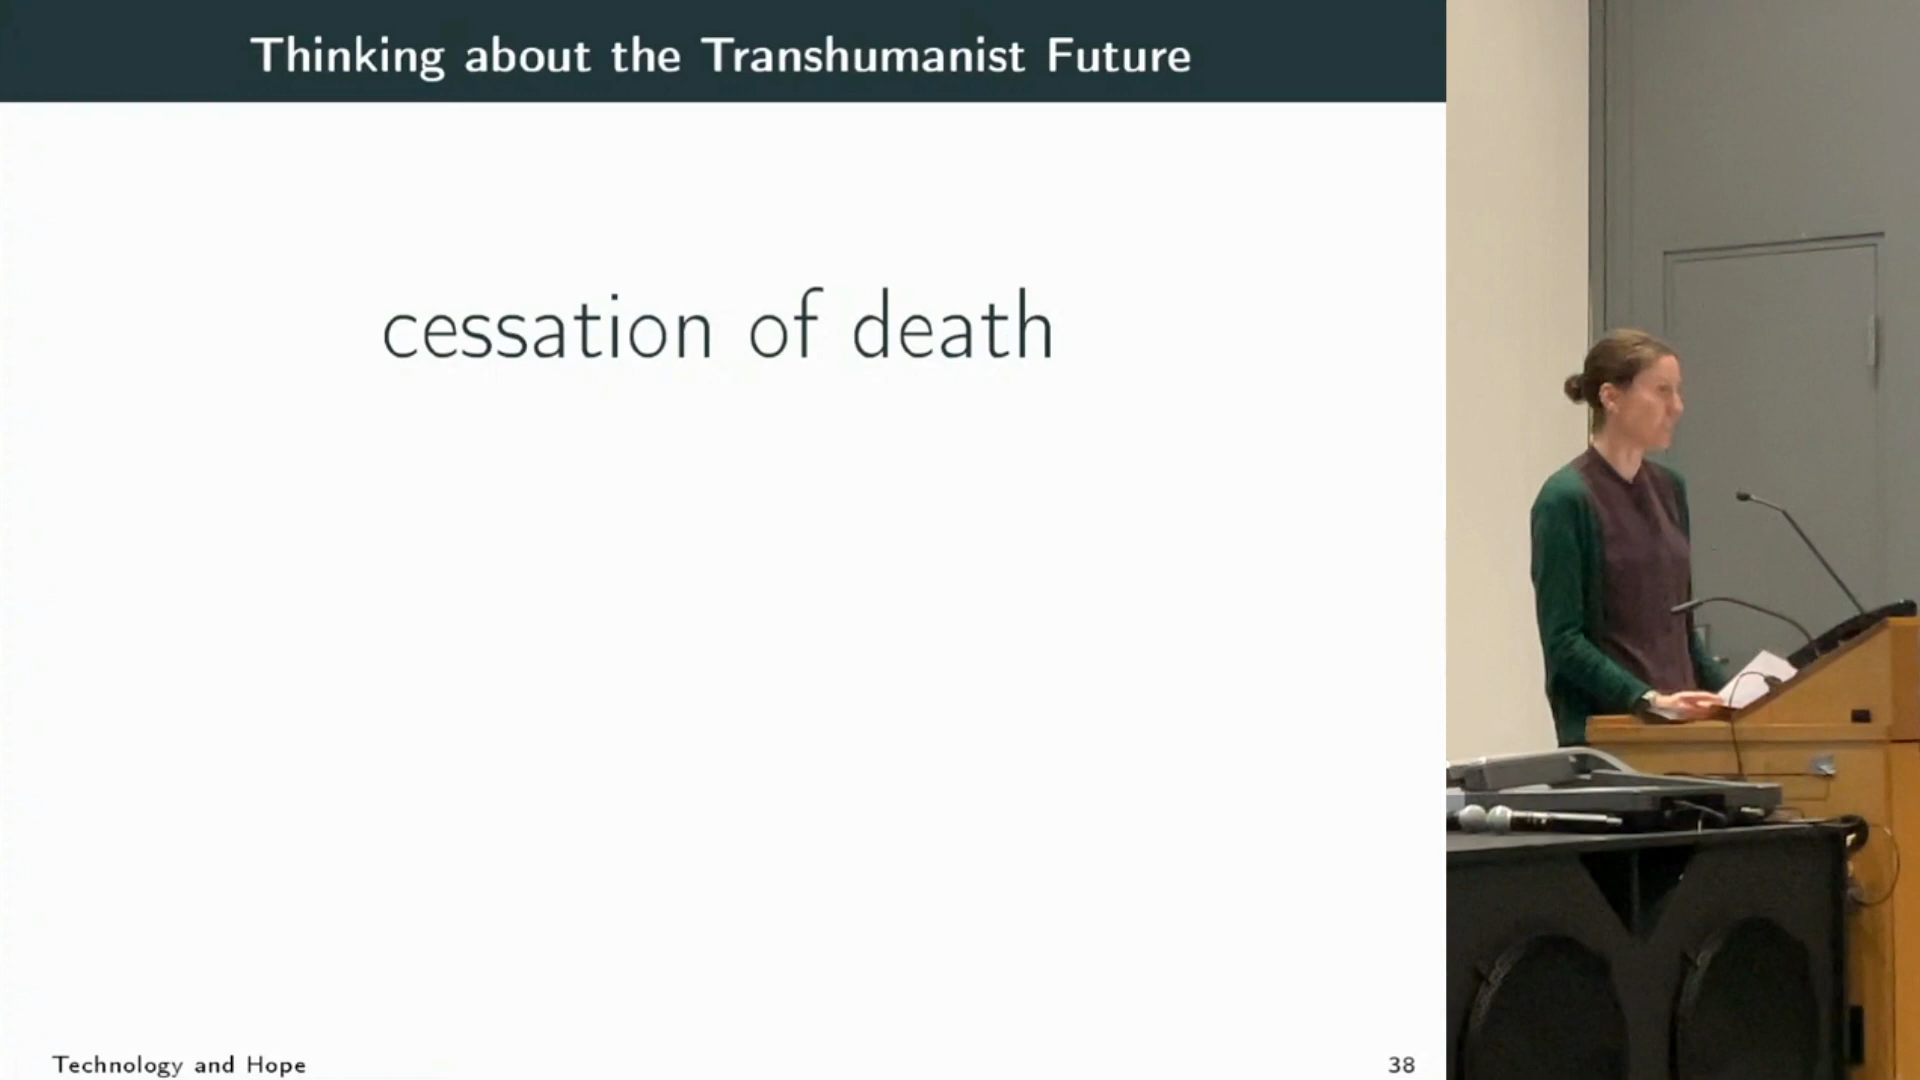 Thinking about the Transhumanist Future
cessation of death
Technology and Hope
38